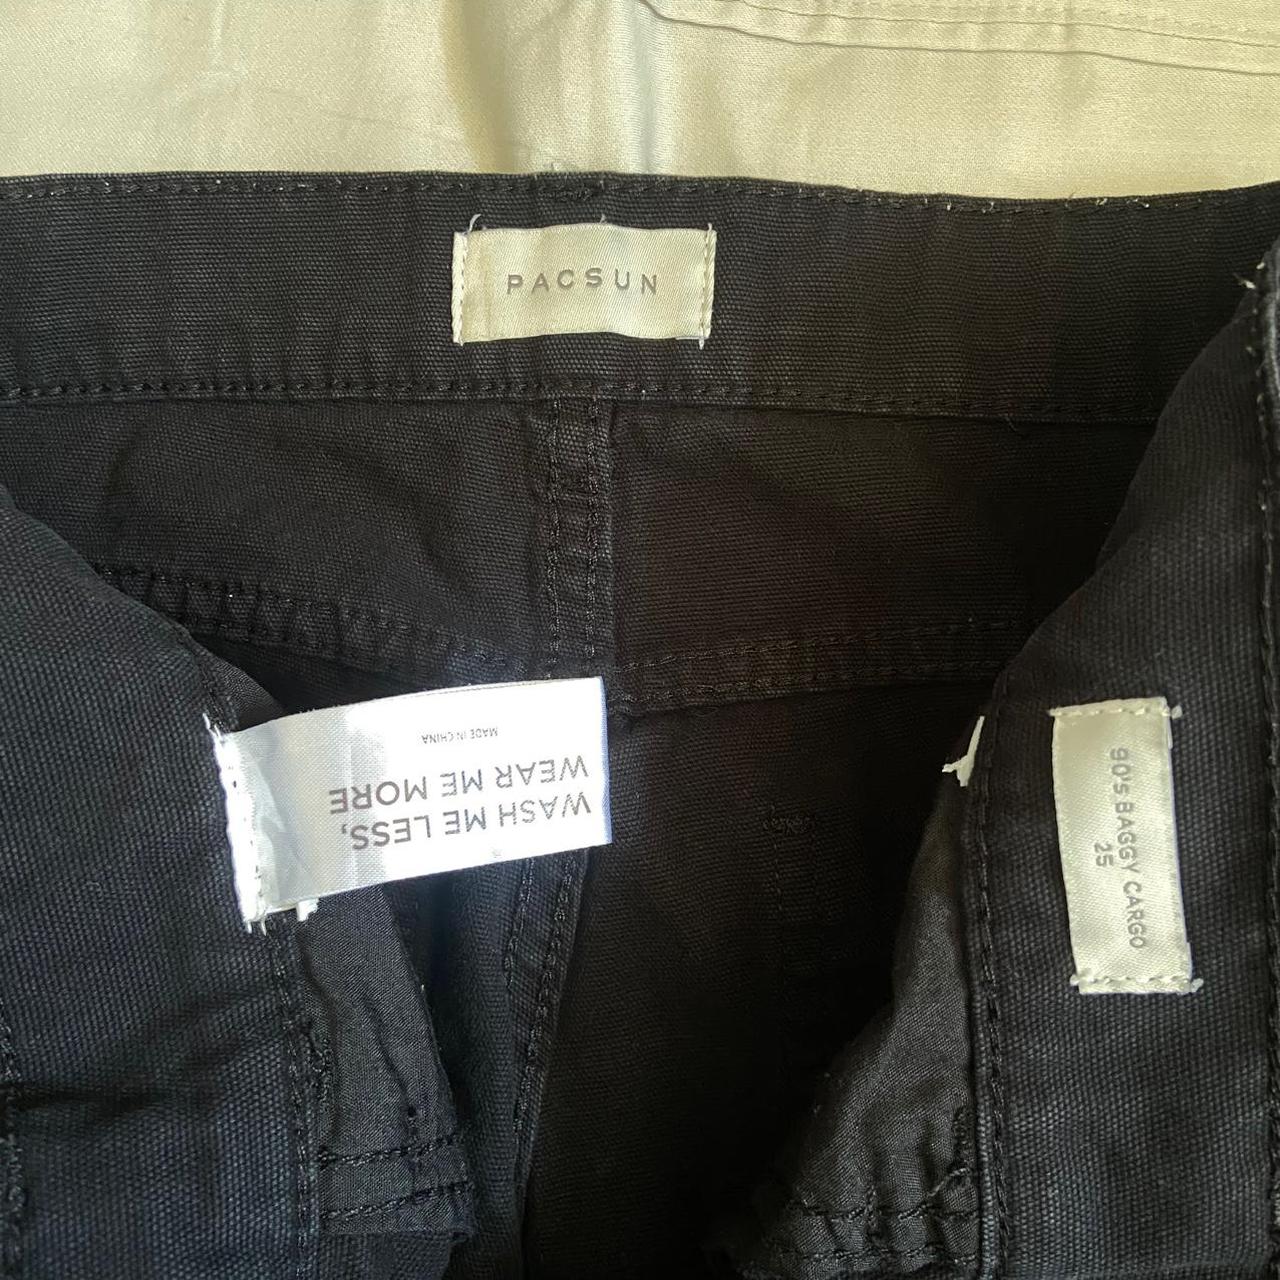 PACSUN
WASH ME LESS,
WEAR ME MORE
MADE IN CHINA
90'S BAGGY CARGO
25